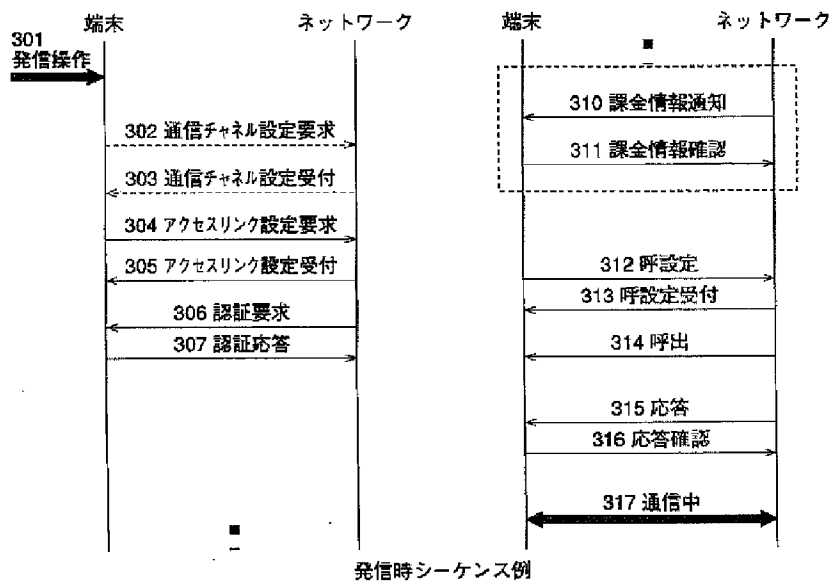 端末
ネットワーク
301
発信操作
302 通信チャネル設定要求
303 通信チャネル設定受付
304 アクセスリンク設定要求
305 アクセスリンク設定受付
306 認証要求
307 認証応答
端末
ネットワーク
310 課金情報通知
311 課金情報確認
312 呼設定
313 呼設定受付
314 呼出
315 応答
316 応答確認
317 通信中
発信時シーケンス例